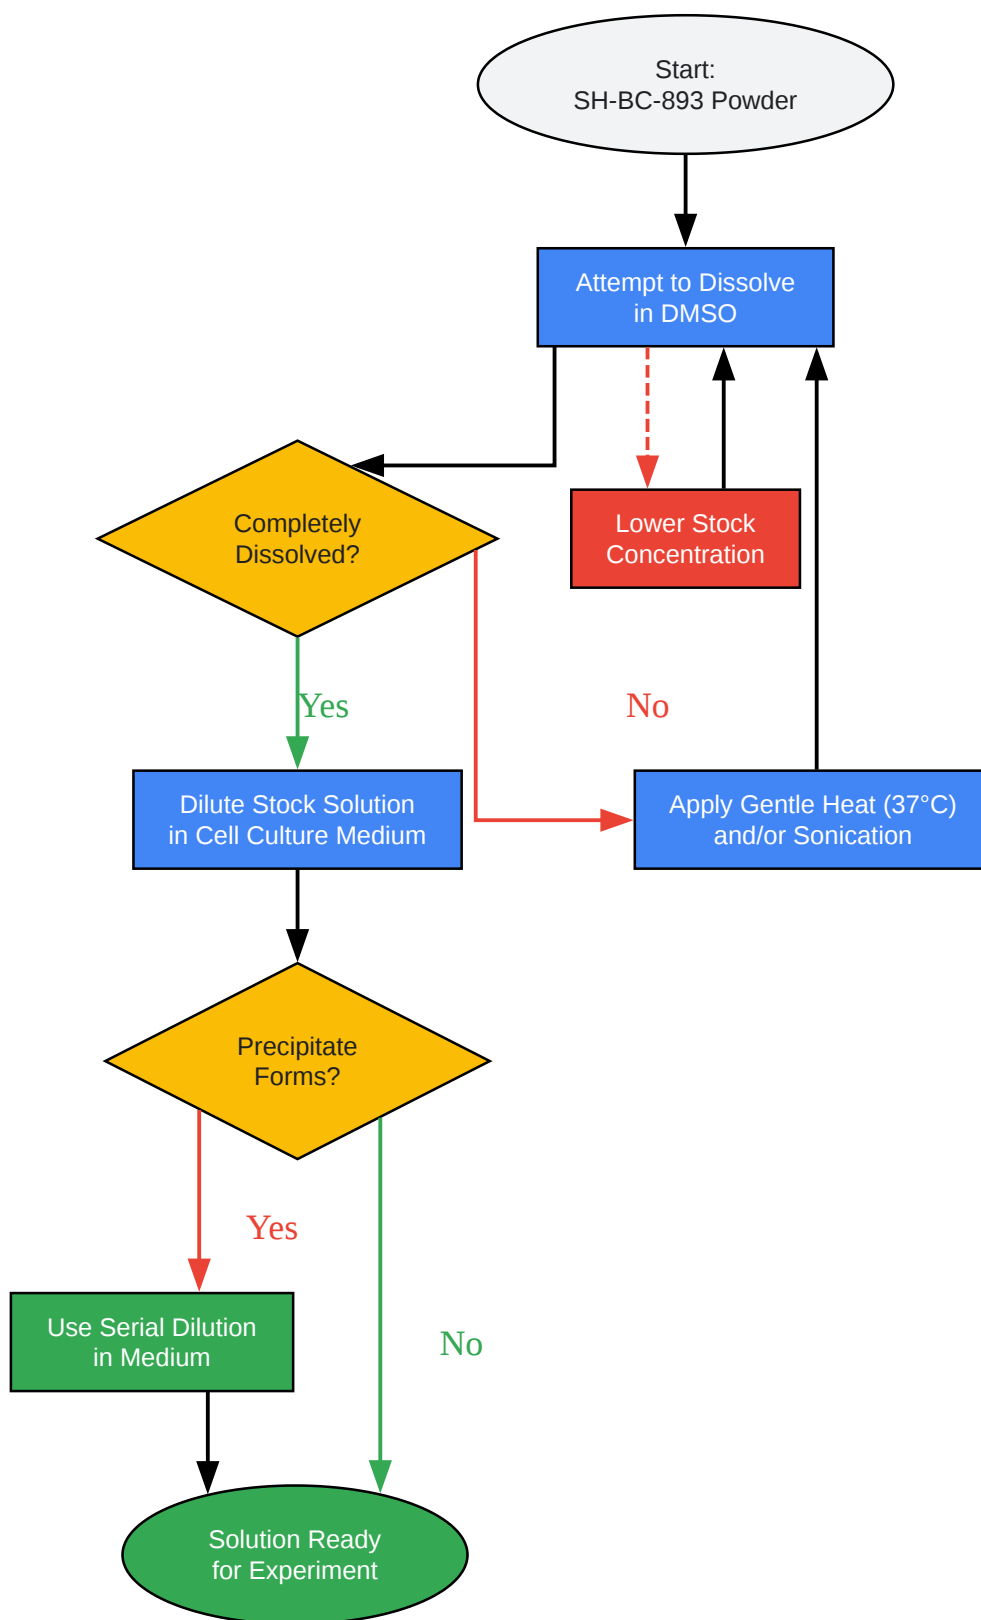 Start:
SH-BC-893 Powder
Attempt to Dissolve
in DMSO
Completely
Dissolved?
Lower Stock
Concentration
Yes
No
Dilute Stock Solution
in Cell Culture Medium
Apply Gentle Heat (37°C)
and/or Sonication
Precipitate
Forms?
Yes
No
Use Serial Dilution
in Medium
Solution Ready
for Experiment